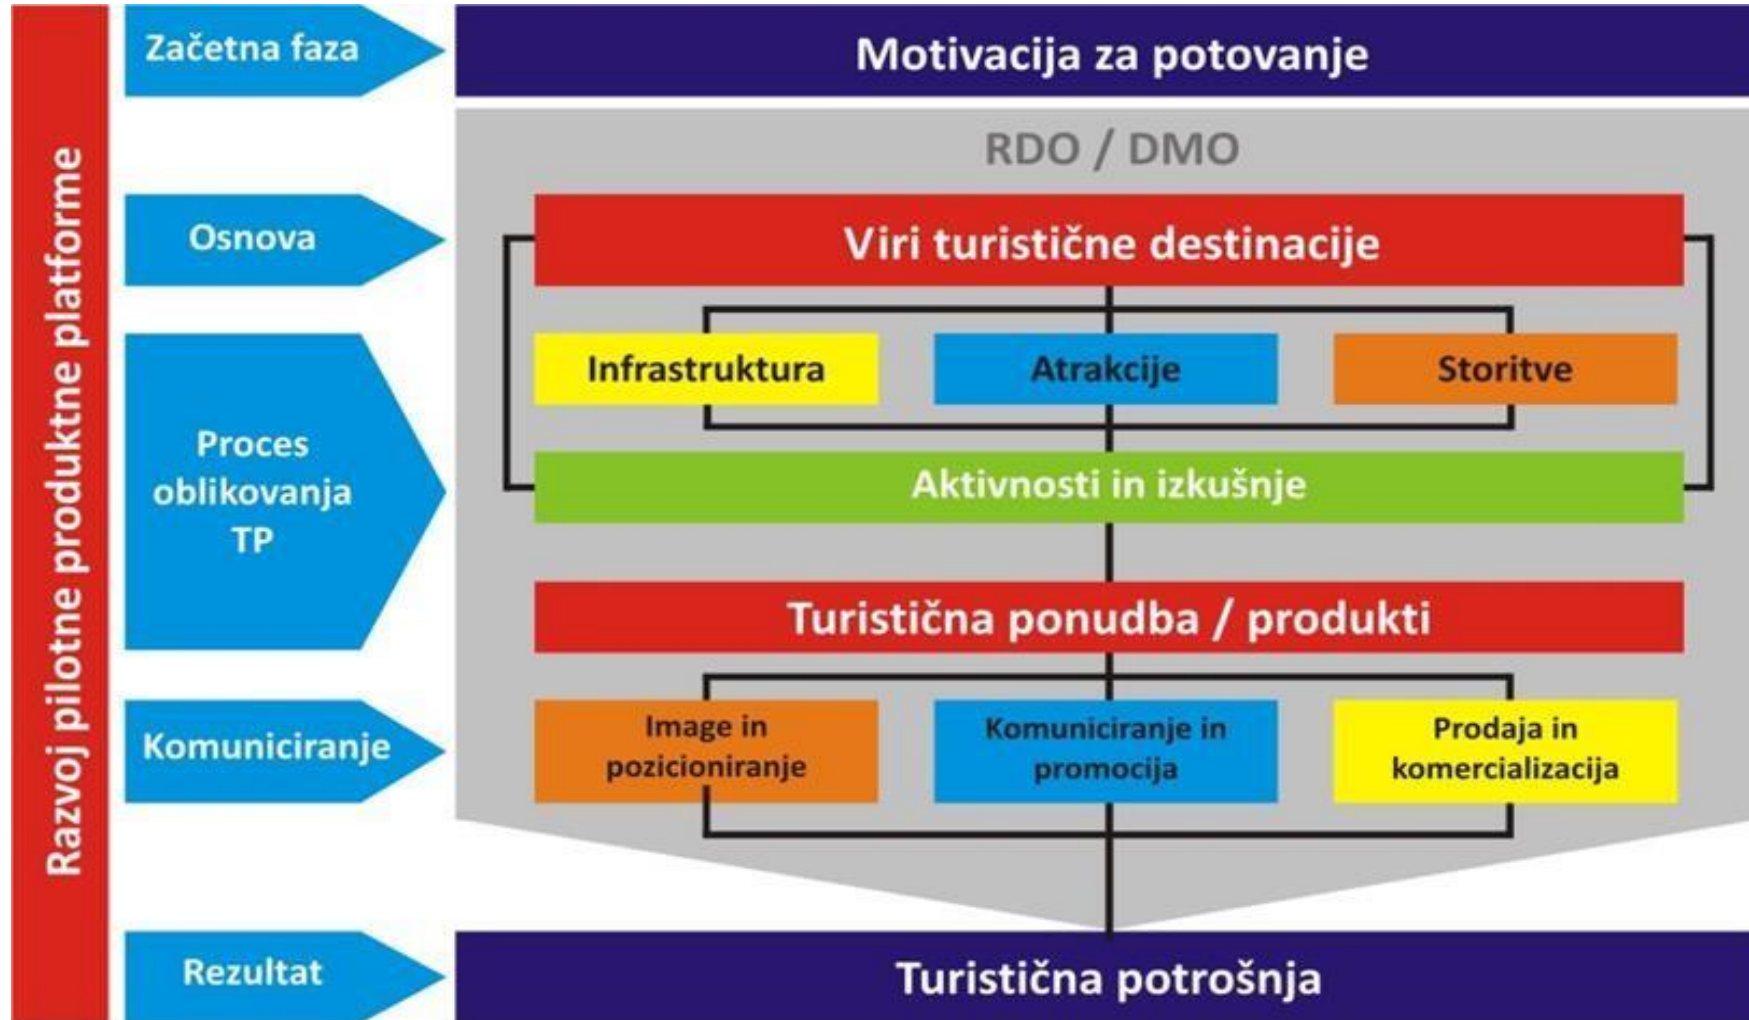 Razvoj pilotne produktne platforme
Začetna faza
Motivacija za potovanje
RDO / DMO
Osnova
Viri turistične destinacije
Infrastruktura
Atrakcije
Storitve
Proces
oblikovanja
TP
Aktivnosti in izkušnje
Turistična ponudba / produkti
Komuniciranje
Image in
pozicioniranje
Komuniciranje in
promocija
Prodaja in
komercializacija
Rezultat
Turistična potrošnja